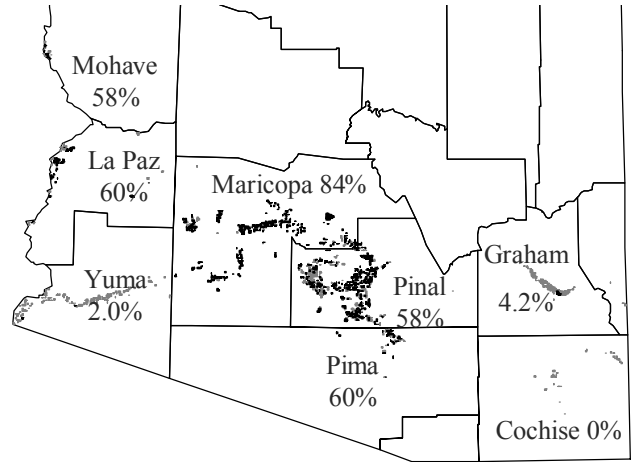 Mohave
58%
La Paz
60%
Maricopa 84%
Yuma
2.0%
Pinal
58%
Graham
4.2%
Pima
60%
Cochise 0%